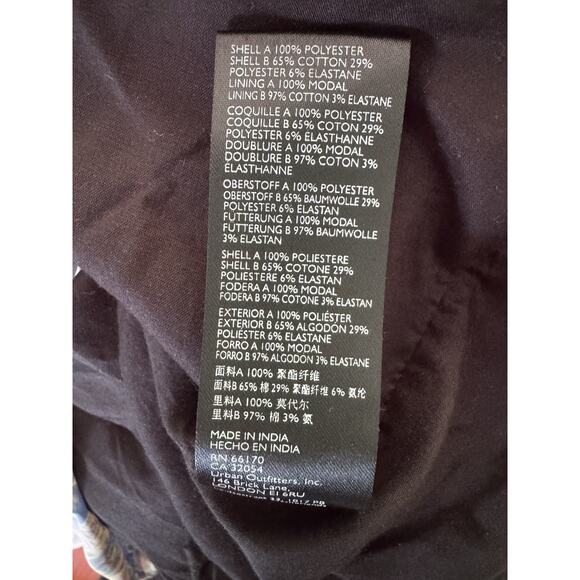 SHELL A 100% POLYESTER
SHELL B 65% COTTON 29%
POLYESTER 6% ELASTANE
LINING A 100% MODAL
LINING B 97% COTTON 3% ELASTANE
COQUILLE A 100% POLYESTER
COQUILLE B 65% COTON 29%
POLYESTER 6% ELASTHANNE
DOUBLURE A 100% MODAL
DOUBLURE B 97% COTON 3%
ÉLASTHANNE
OBERSTOFF A 100% POLYESTER
OBERSTOFF B 65% BAUMWOLLE 29%
POLYESTER 6% ELASTAN
FÜTTERUNG A 100% MODAL
FÜTTERUNG B 97% BAUMWOLLE
3% ELASTAN
SHELL A 100% POLIESTERE
SHELL B 65% COTONE 29%
POLIESTERE 6% ELASTAN
FODERA A 100% MODAL
FODERA B 97% COTONE 3% ELASTAN
EXTERIOR A 100% POLIÉSTER
EXTERIOR B 65% ALGODÓN 29%
POLIÉSTER 6% ELASTANE
FORRO A 100% MODAL
FORRO B 97% ALGODON 3% ELASTANE
面料A 100% 聚酯纤维
面料B 65% 棉 29% 聚酯纤维 6% 氨纶
里料A 100% 莫代尔
里料B 97% 棉 3% 氨
MADE IN INDIA
HECHO EN INDIA
RN 66170
CA 32054
Urban Outfitters, Inc.
146 Brick Lane,
LONDON E1 6RU
33, 1017 PR